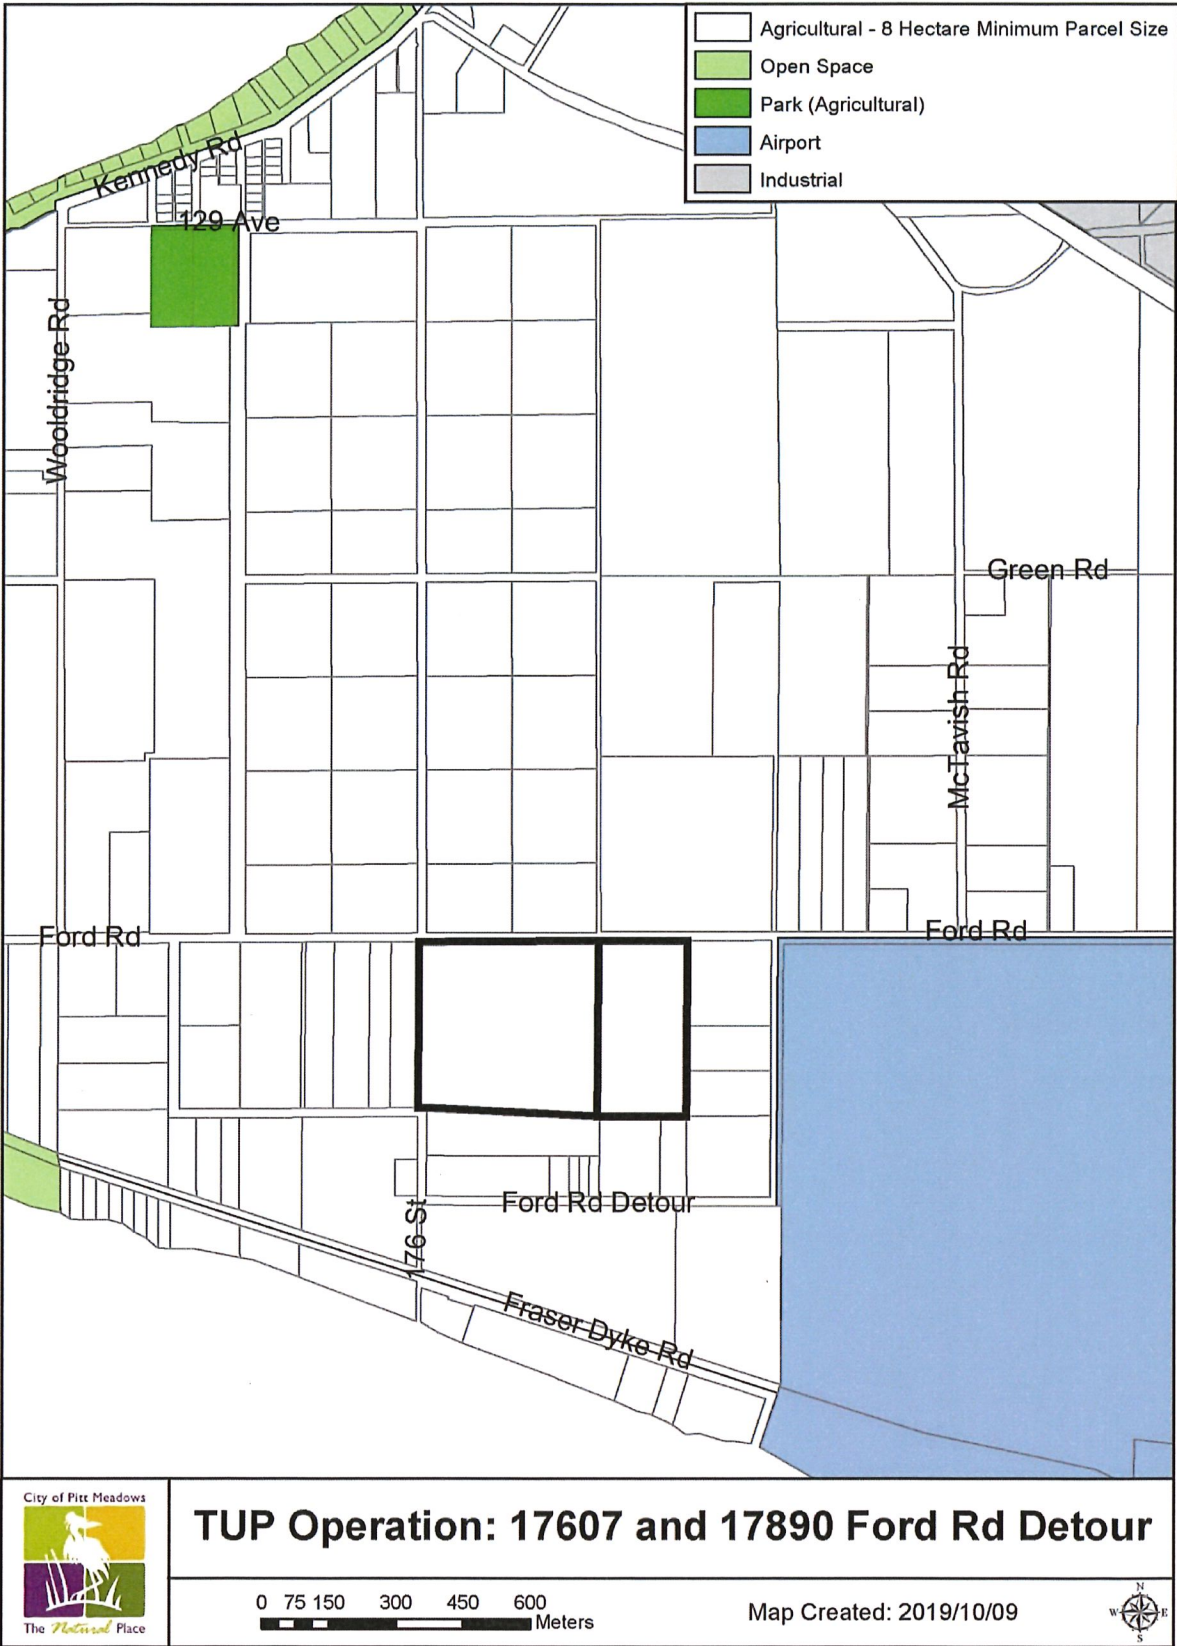 Agricultural - 8 Hectare Minimum Parcel Size
Open Space
Park (Agricultural)
Airport
Industrial
Kennedy Rd
129 Ave
Wooldridge Rd
Green Rd
McTavish Rd
Ford Rd
Ford Rd
Ford Rd Detour
176 St
Fraser Dyke Rd
City of Pitt Meadows
The Natural Place
TUP Operation: 17607 and 17890 Ford Rd Detour
0 75 150 300 450 600
Meters
Map Created: 2019/10/09
N
W E
S